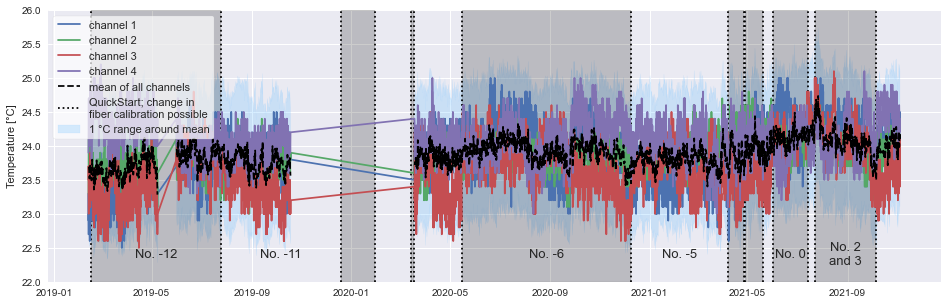 26.0
25.5
25.0
24.5
24.0
23.5
23.0
22.5
22.0
Temperature [°C]
channel 1
channel 2
channel 3
channel 4
mean of all channels
QuickStart; change in
fiber calibration possible
1 °C range around mean
No. -12
No. -11
No. -6
No. -5
No. 0
No. 2
and 3
2019-01
2019-05
2019-09
2020-01
2020-05
2020-09
2021-01
2021-05
2021-09